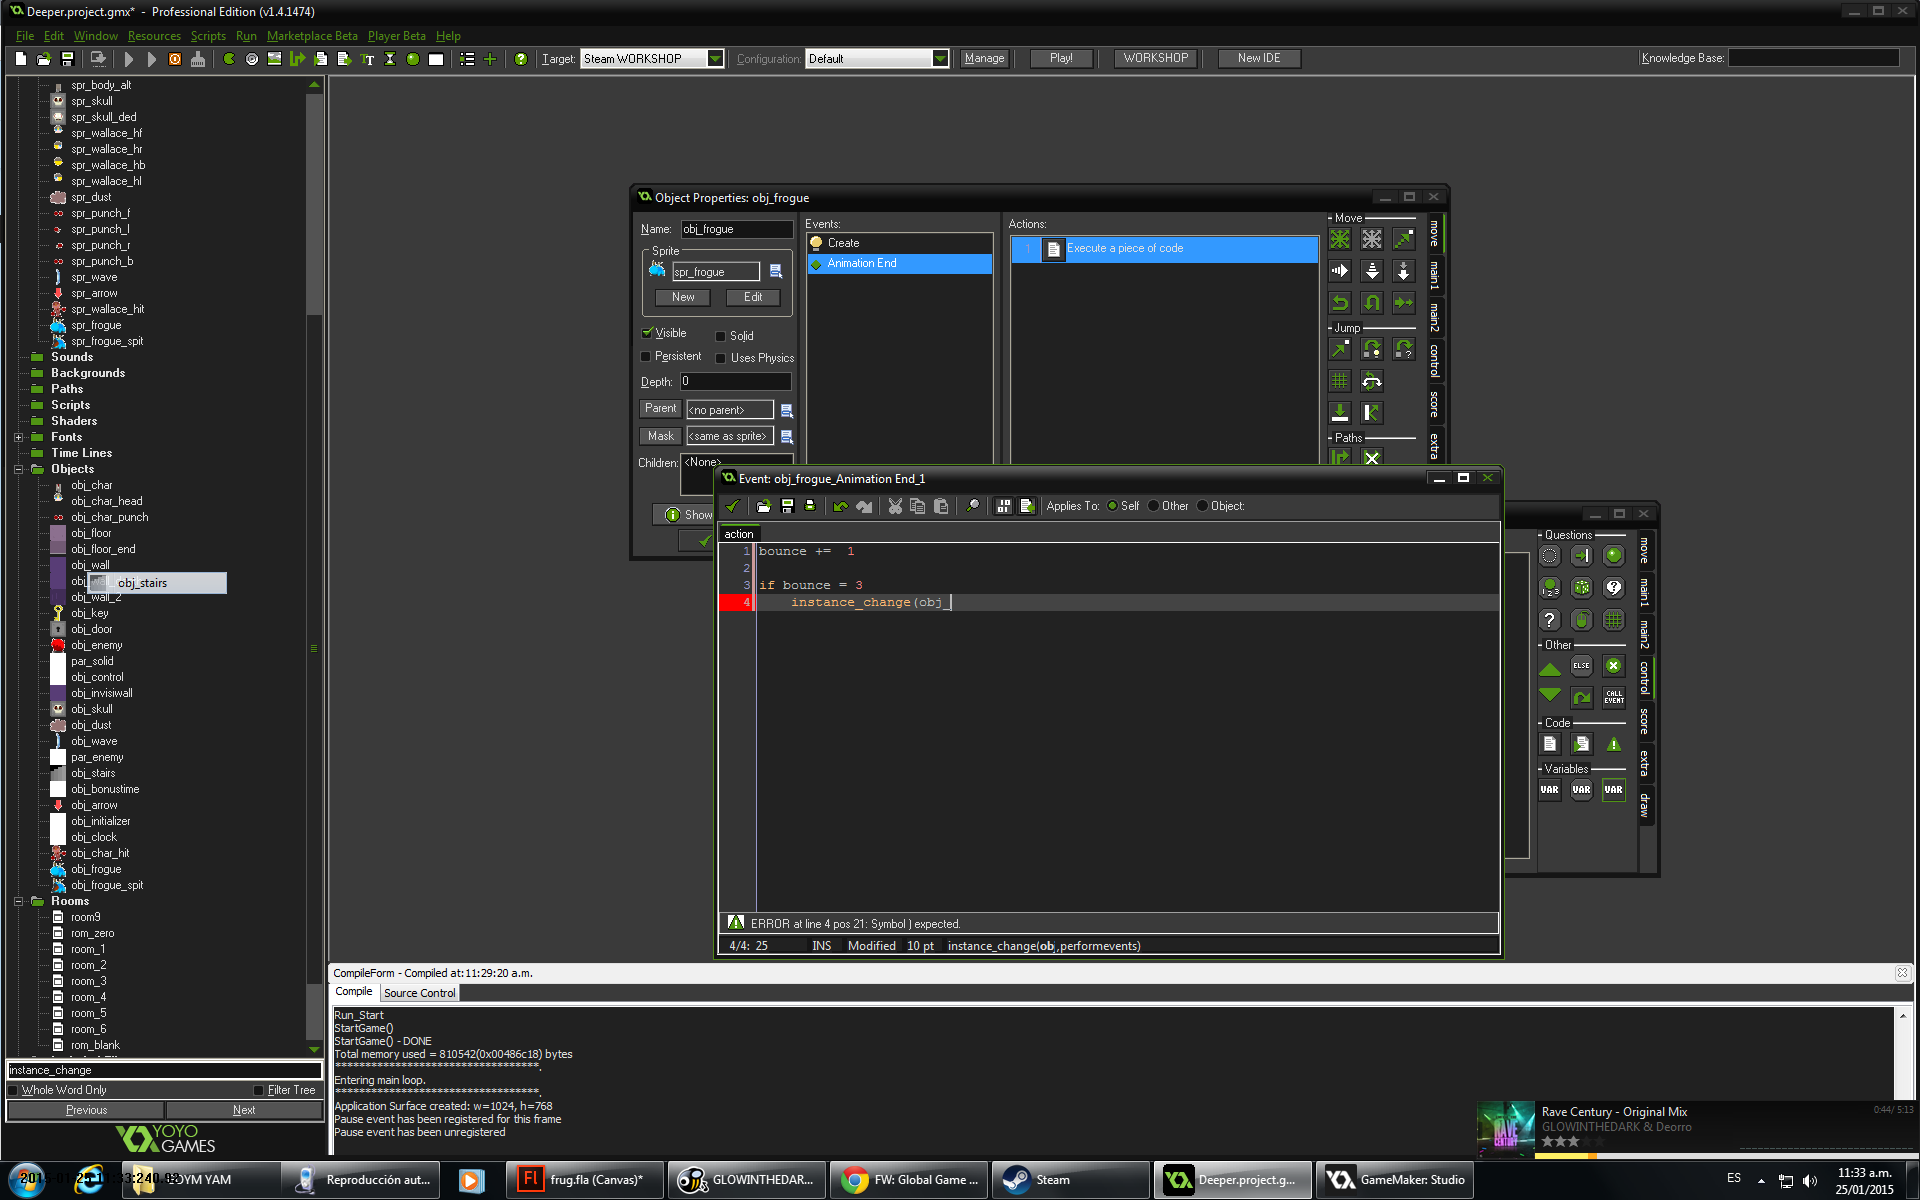 Deeper.project.gmx* - Professional Edition (v1.4.1474)
File Edit Window Resources Scripts Run Marketplace Beta Player Beta Help
Target: Steam WORKSHOP Configuration: Default Manage Play! WORKSHOP New IDE Knowledge Base:
spr_body_alt
spr_skull
spr_skull_ded
spr_wallace_hf
spr_wallace_hr
spr_wallace_hb
spr_wallace_hl
spr_dust
spr_punch_f
spr_punch_l
spr_punch_r
spr_punch_b
spr_wave
spr_arrow
spr_wallace_hit
spr_frogue
spr_frogue_spit
Sounds
Backgrounds
Paths
Scripts
Shaders
Fonts
Time Lines
Objects
obj_char
obj_char_head
obj_char_punch
obj_floor
obj_floor_end
obj_wall
obj_stairs
obj_wall_2
obj_key
obj_door
obj_enemy
par_solid
obj_control
obj_invisiwall
obj_skull
obj_dust
obj_wave
par_enemy
obj_stairs
obj_bonustime
obj_arrow
obj_initializer
obj_clock
obj_char_hit
obj_frogue
obj_frogue_spit
Rooms
room9
rom_zero
room_1
room_2
room_3
room_4
room_5
room_6
rom_blank
instance_change
Whole Word Only Filter Tree
Previous Next
YOYO
GAMES
Object Properties: obj_frogue
Name: obj_frogue
Sprite
spr_frogue
New Edit
Visible Solid
Persistent Uses Physics
Depth: 0
Parent <no parent>
Mask <same as sprite>
Children: <None>
Show
Events:
Create
Animation End
Actions:
1 Execute a piece of code
Move
Jump
Paths
move
main1
main2
control
score
extra
Event: obj_frogue_Animation End_1
Applies To: Self Other Object:
action
1 bounce += 1
2
3 if bounce = 3
4 instance_change(obj_
ERROR at line 4 pos 21: Symbol ) expected.
4/4: 25 INS Modified 10 pt instance_change(obj,performevents)
Questions
Other
ELSE
CALL EVENT
Code
Variables
VAR VAR VAR
move
main1
main2
control
score
extra
draw
CompileForm - Compiled at: 11:29:20 a.m.
Compile Source Control
Run_Start
StartGame()
StartGame() - DONE
Total memory used = 810542(0x00486c18) bytes
**********************************.
Entering main loop.
**********************************.
Application Surface created: w=1024, h=768
Pause event has been registered for this frame
Pause event has been unregistered
Rave Century - Original Mix 0:44/ 5:13
GLOWINTHEDARK & Deorro
RAVE CENTURY
YAM
Reproducción aut...
frug.fla (Canvas)*
GLOWINTHEDAR...
FW: Global Game ...
Steam
Deeper.project.g...
GameMaker: Studio
ES
11:33 a.m.
25/01/2015